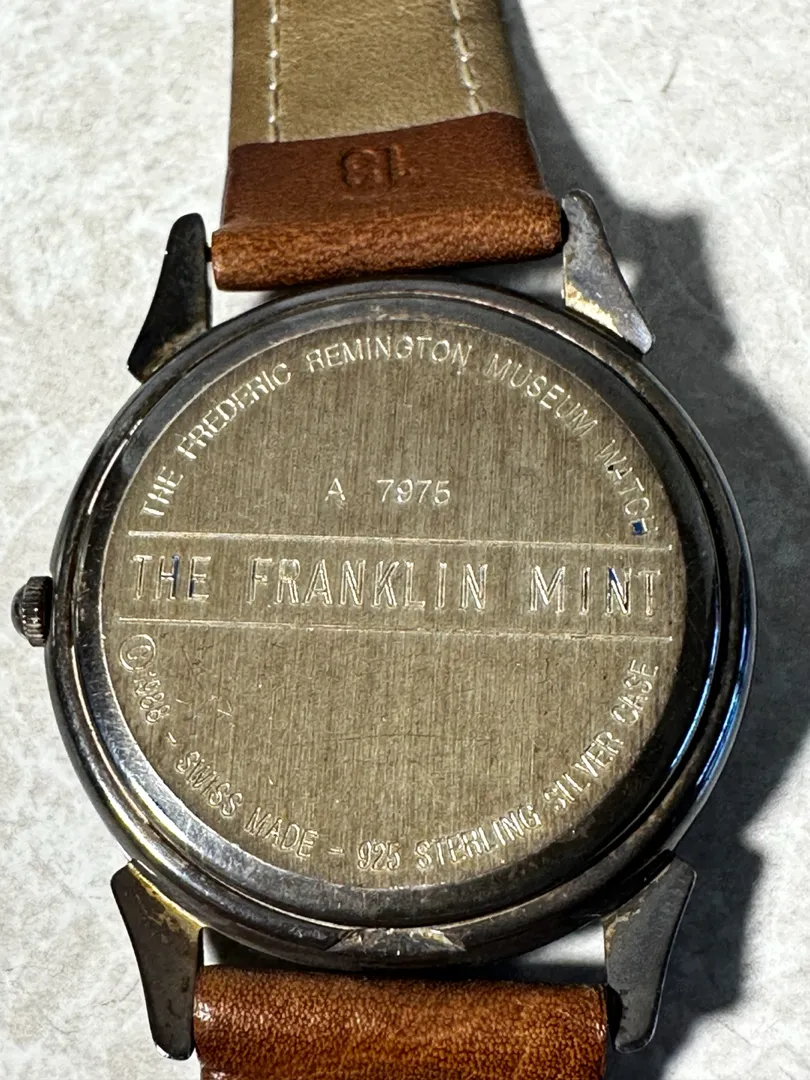 13
THE FREDERIC REMINGTON MUSEUM WATCH
A 7975
THE FRANKLIN MINT
©1988 - SWISS MADE - 925 STERLING SILVER CASE